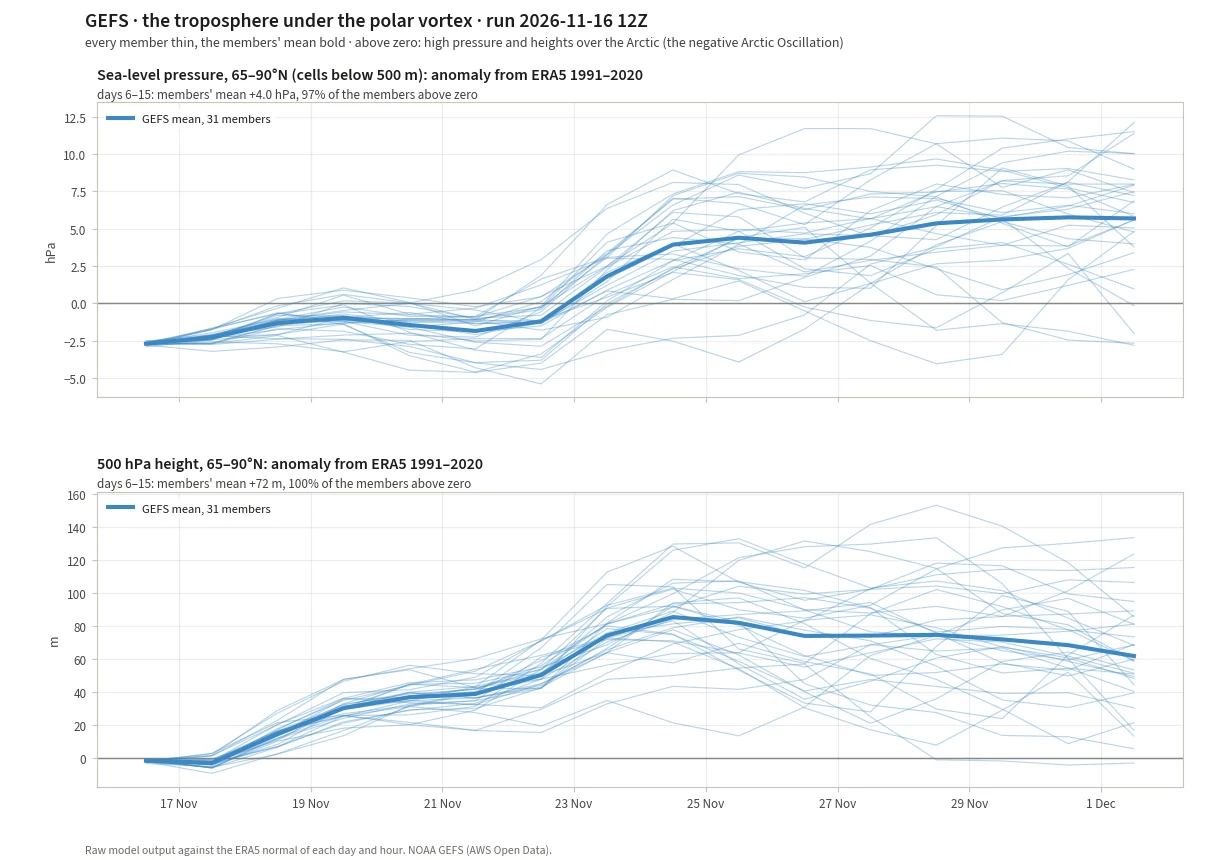 GEFS · the troposphere under the polar vortex · run 2026-11-16 12Z
every member thin, the members' mean bold · above zero: high pressure and heights over the Arctic (the negative Arctic Oscillation)
Sea-level pressure, 65–90°N (cells below 500 m): anomaly from ERA5 1991–2020
days 6–15: members' mean +4.0 hPa, 97% of the members above zero
GEFS mean, 31 members
12.5
10.0
7.5
5.0
2.5
0.0
−2.5
−5.0
hPa
500 hPa height, 65–90°N: anomaly from ERA5 1991–2020
days 6–15: members' mean +72 m, 100% of the members above zero
GEFS mean, 31 members
160
140
120
100
80
60
40
20
0
m
17 Nov 19 Nov 21 Nov 23 Nov 25 Nov 27 Nov 29 Nov 1 Dec
Raw model output against the ERA5 normal of each day and hour. NOAA GEFS (AWS Open Data).